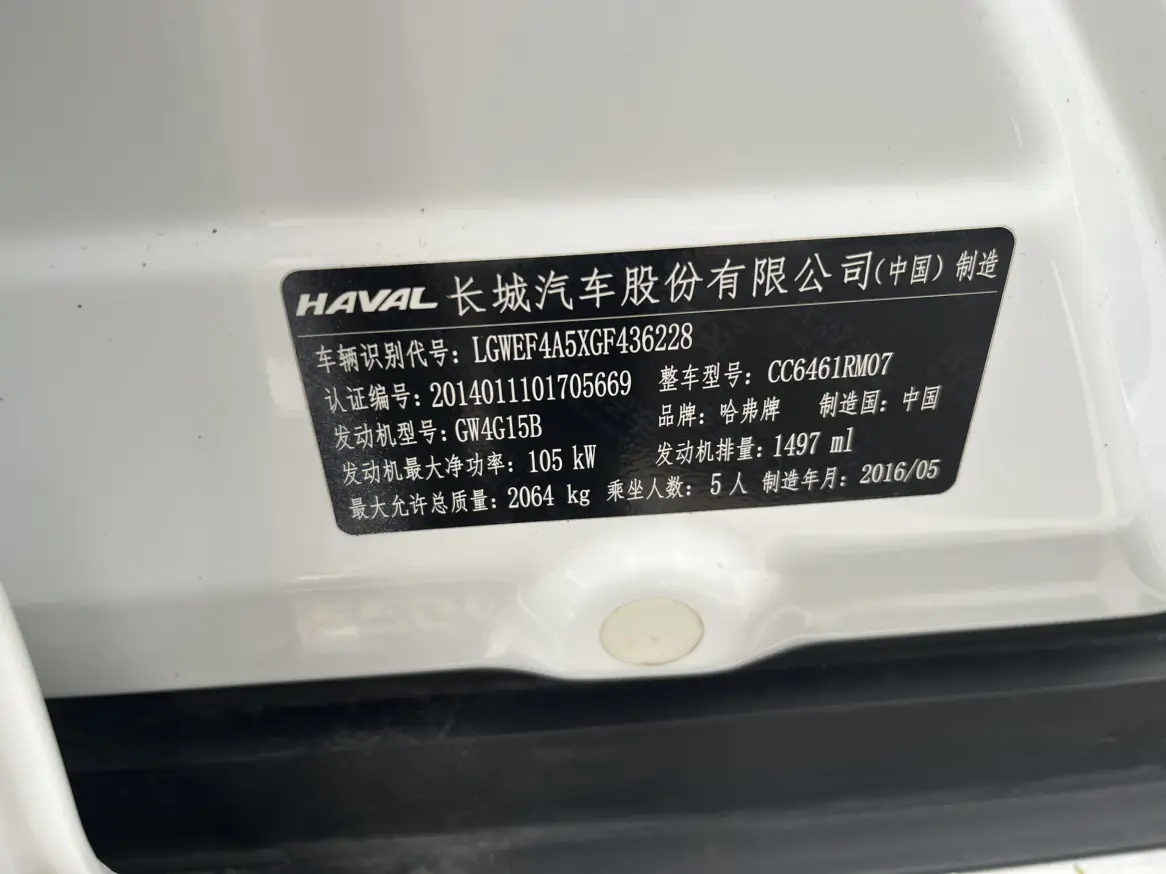 HAVAL 长城汽车股份有限公司(中国)制造
车辆识别代号：LGWEF4A5XGF436228
认证编号：2014011101705669 整车型号：CC6461RM07
发动机型号：GW4G15B 品牌：哈弗牌 制造国：中国
发动机最大净功率：105 kW 发动机排量：1497 ml
最大允许总质量：2064 kg 乘坐人数：5人 制造年月：2016/05